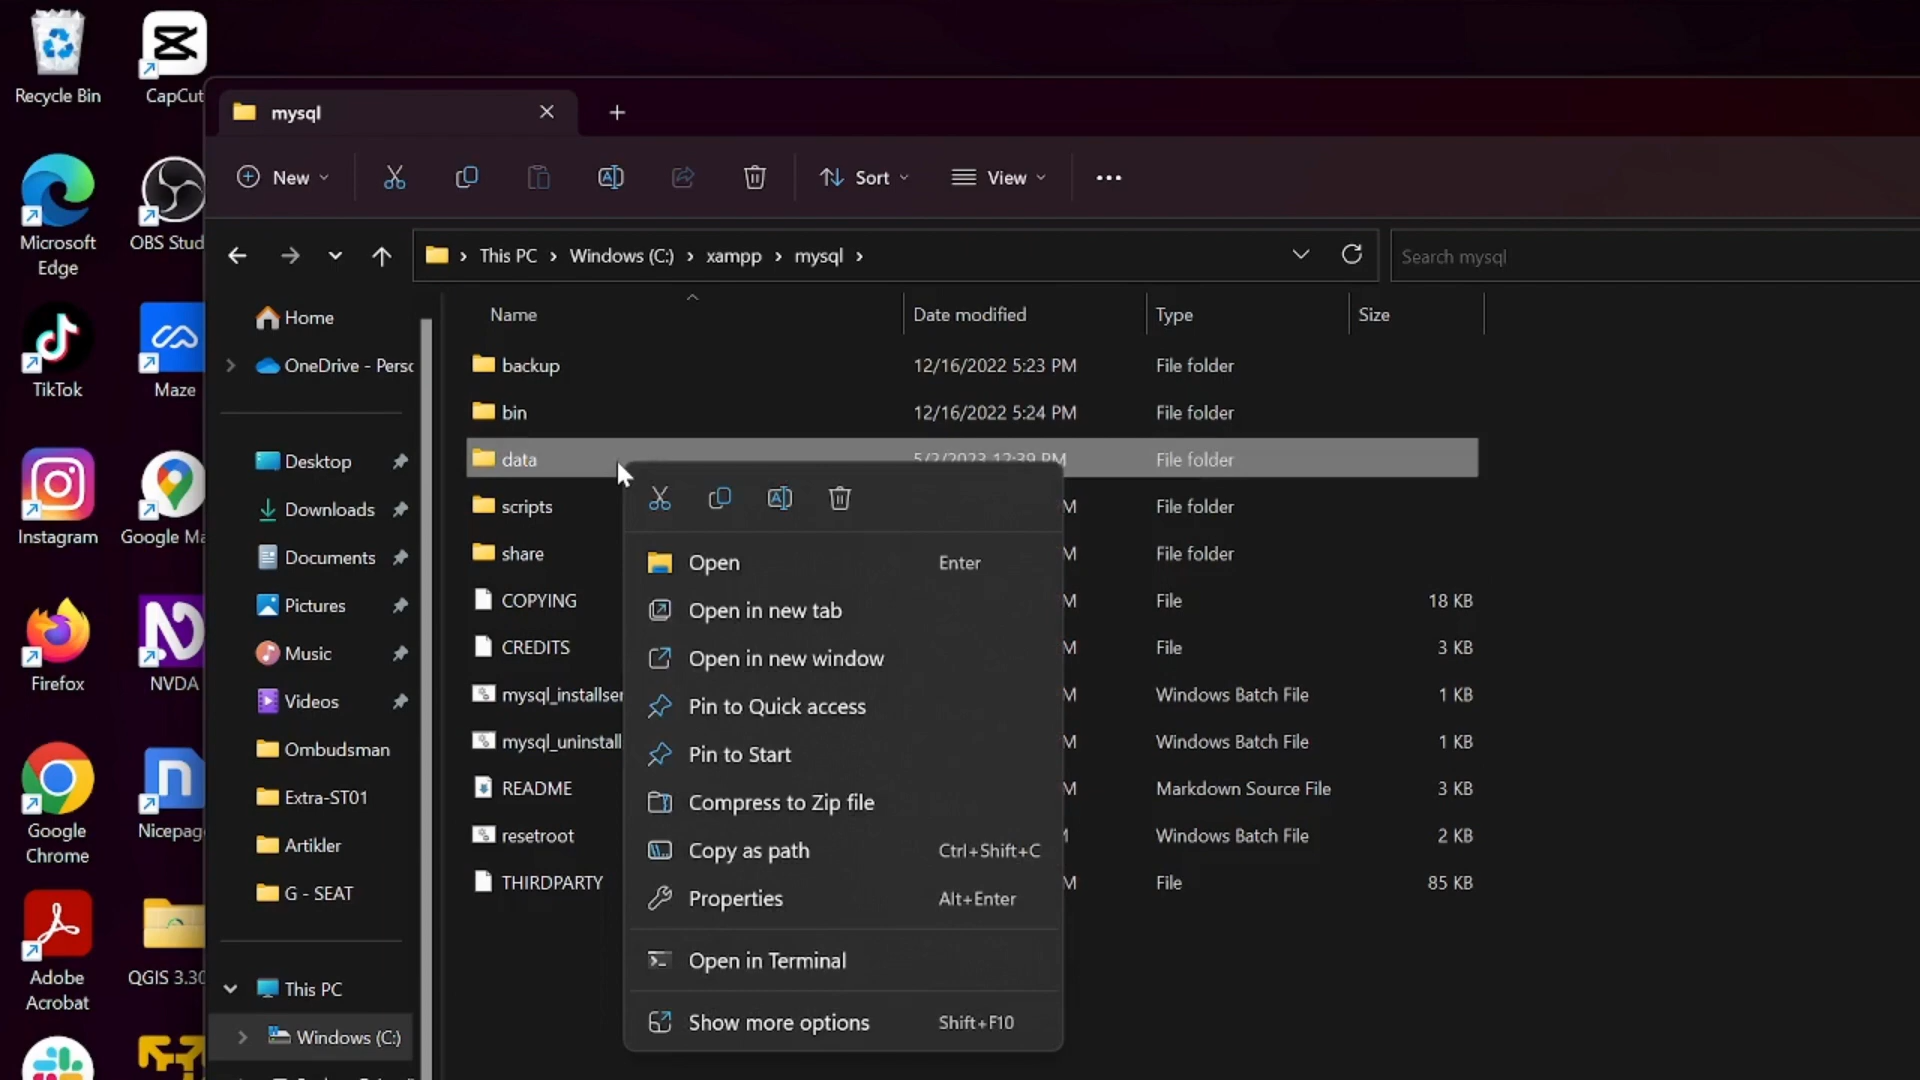 Recycle Bin
CapCut
Microsoft
Edge
OBS Stud
TikTok
Maze
Instagram
Google Ma
Firefox
NVDA
Google
Chrome
Nicepag
Adobe
Acrobat
QGIS 3.30
mysql
New
Sort
View
This PC > Windows (C:) > xampp > mysql >
Search mysql
Home
OneDrive - Perso
Desktop
Downloads
Documents
Pictures
Music
Videos
Ombudsman
Extra-ST01
Artikler
G - SEAT
This PC
Windows (C:)
Name Date modified Type Size
backup 12/16/2022 5:23 PM File folder
bin 12/16/2022 5:24 PM File folder
data 5/2/2023 12:39 PM File folder
scripts M File folder
share M File folder
COPYING M File 18 KB
CREDITS M File 3 KB
mysql_installser M Windows Batch File 1 KB
mysql_uninstall M Windows Batch File 1 KB
README M Markdown Source File 3 KB
resetroot Windows Batch File 2 KB
THIRDPARTY M File 85 KB
Open Enter
Open in new tab
Open in new window
Pin to Quick access
Pin to Start
Compress to Zip file
Copy as path Ctrl+Shift+C
Properties Alt+Enter
Open in Terminal
Show more options Shift+F10